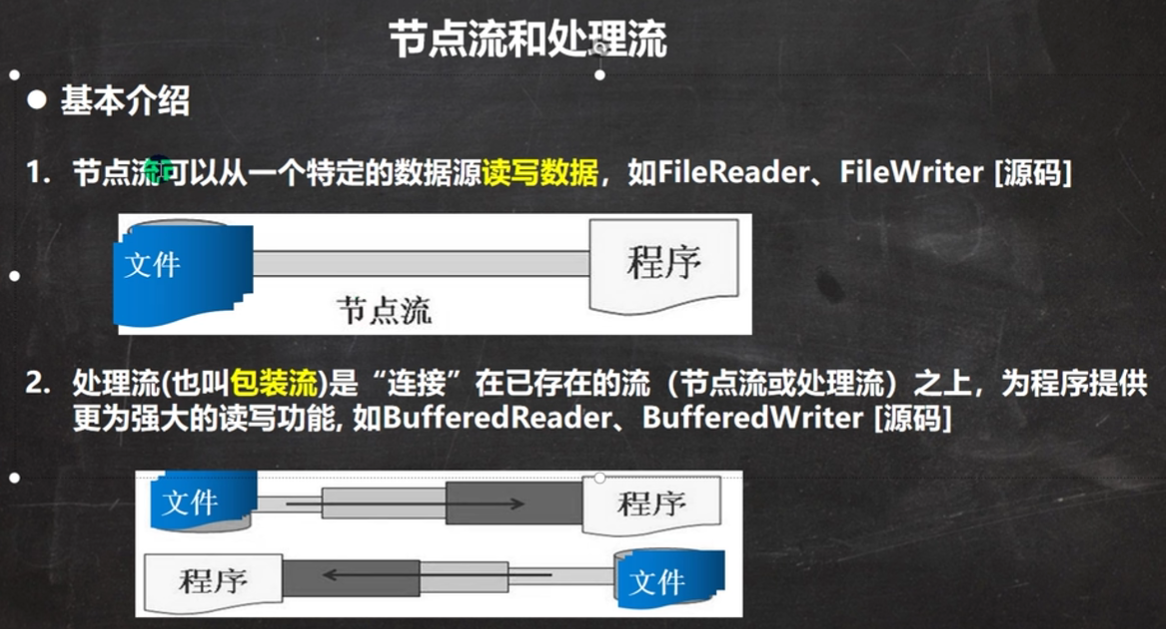 节点流和处理流
● 基本介绍
1. 节点流可以从一个特定的数据源读写数据，如FileReader、FileWriter [源码]
文件
程序
节点流
2. 处理流(也叫包装流)是“连接”在已存在的流（节点流或处理流）之上，为程序提供
更为强大的读写功能, 如BufferedReader、BufferedWriter [源码]
文件
程序
程序
文件